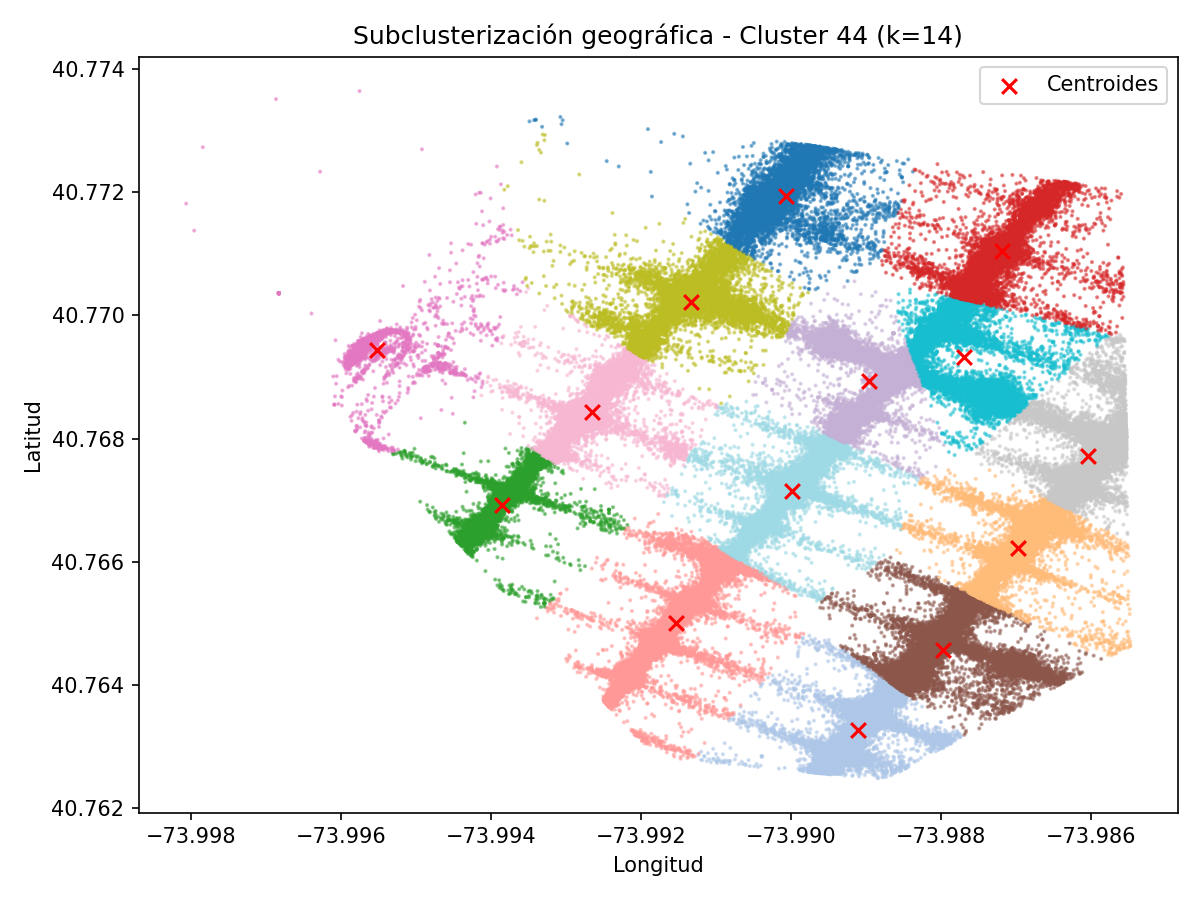 Subclusterización geográfica - Cluster 44 (k=14)
Centroides
40.774
40.772
40.770
40.768
40.766
40.764
40.762
Latitud
−73.998 −73.996 −73.994 −73.992 −73.990 −73.988 −73.986
Longitud